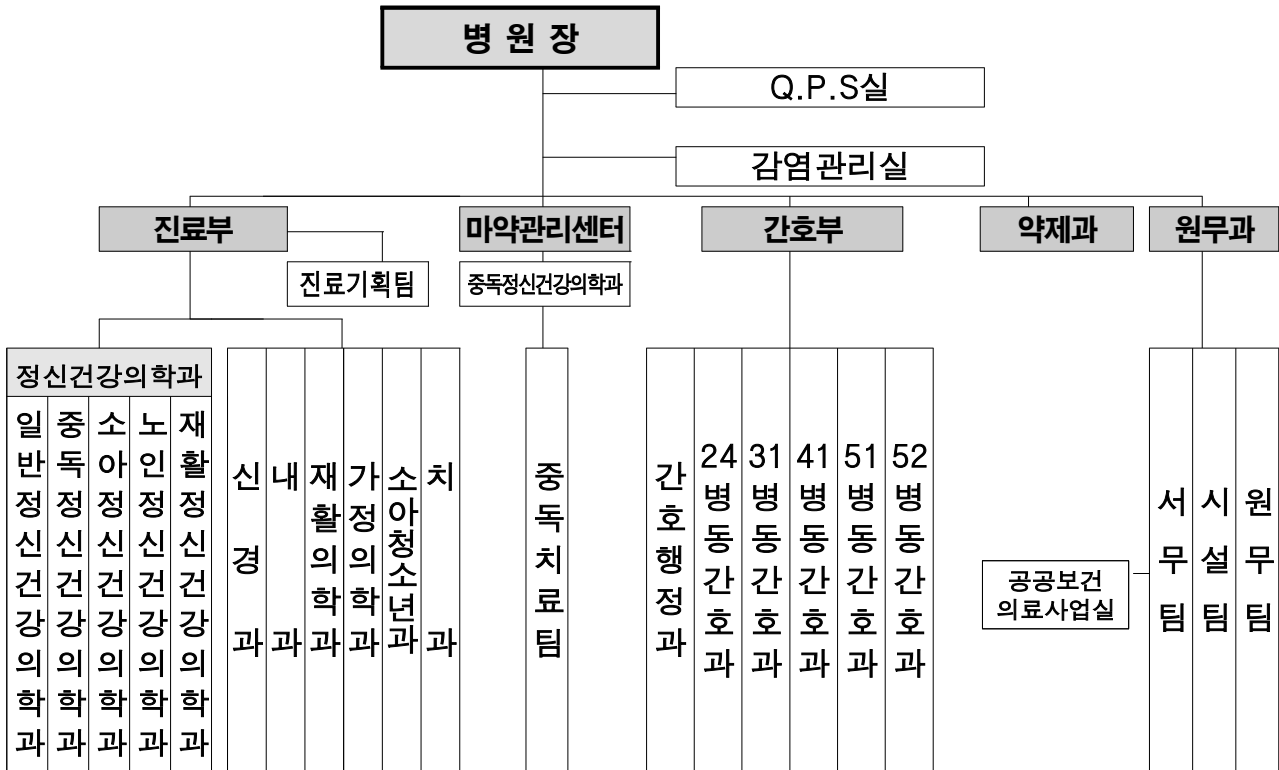 병 원 장
Q.P.S실
감염관리실
진료부
마약관리센터
간호부
약제과
원무과
진료기획팀
중독정신건강의학과
정신건강의학과
일반정신건강의학과
중독정신건강의학과
소아정신건강의학과
노인정신건강의학과
재활정신건강의학과
신경과
내과
재활의학과
가정의학과
소아청소년과
치과
중독치료팀
간호행정과
24병동간호과
31병동간호과
41병동간호과
51병동간호과
52병동간호과
공공보건
의료사업실
서무팀
시설팀
원무팀